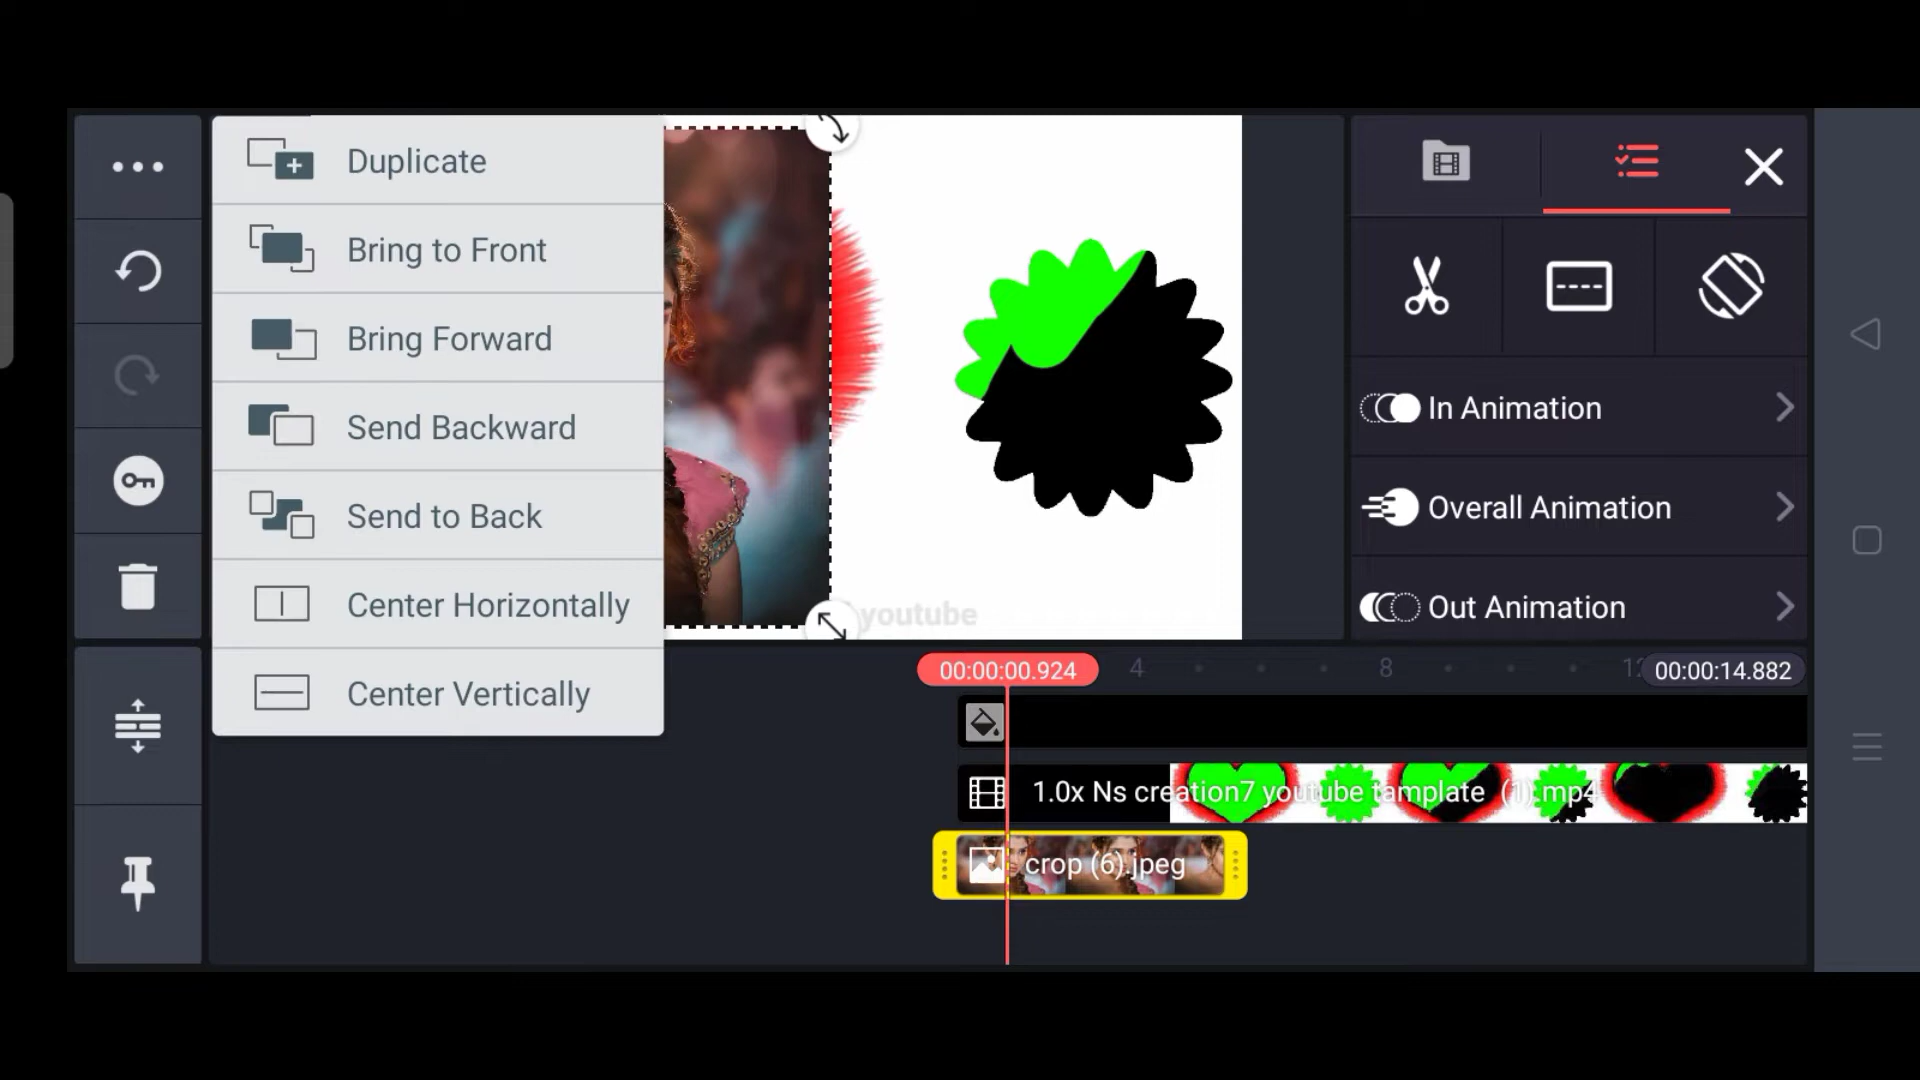 Duplicate
Bring to Front
Bring Forward
Send Backward
Send to Back
Center Horizontally
Center Vertically
youtube
In Animation
Overall Animation
Out Animation
00:00:00.924
4
8
00:00:14.882
1.0x Ns creation7 youtube tamplate (1).mp4
crop (6).jpeg